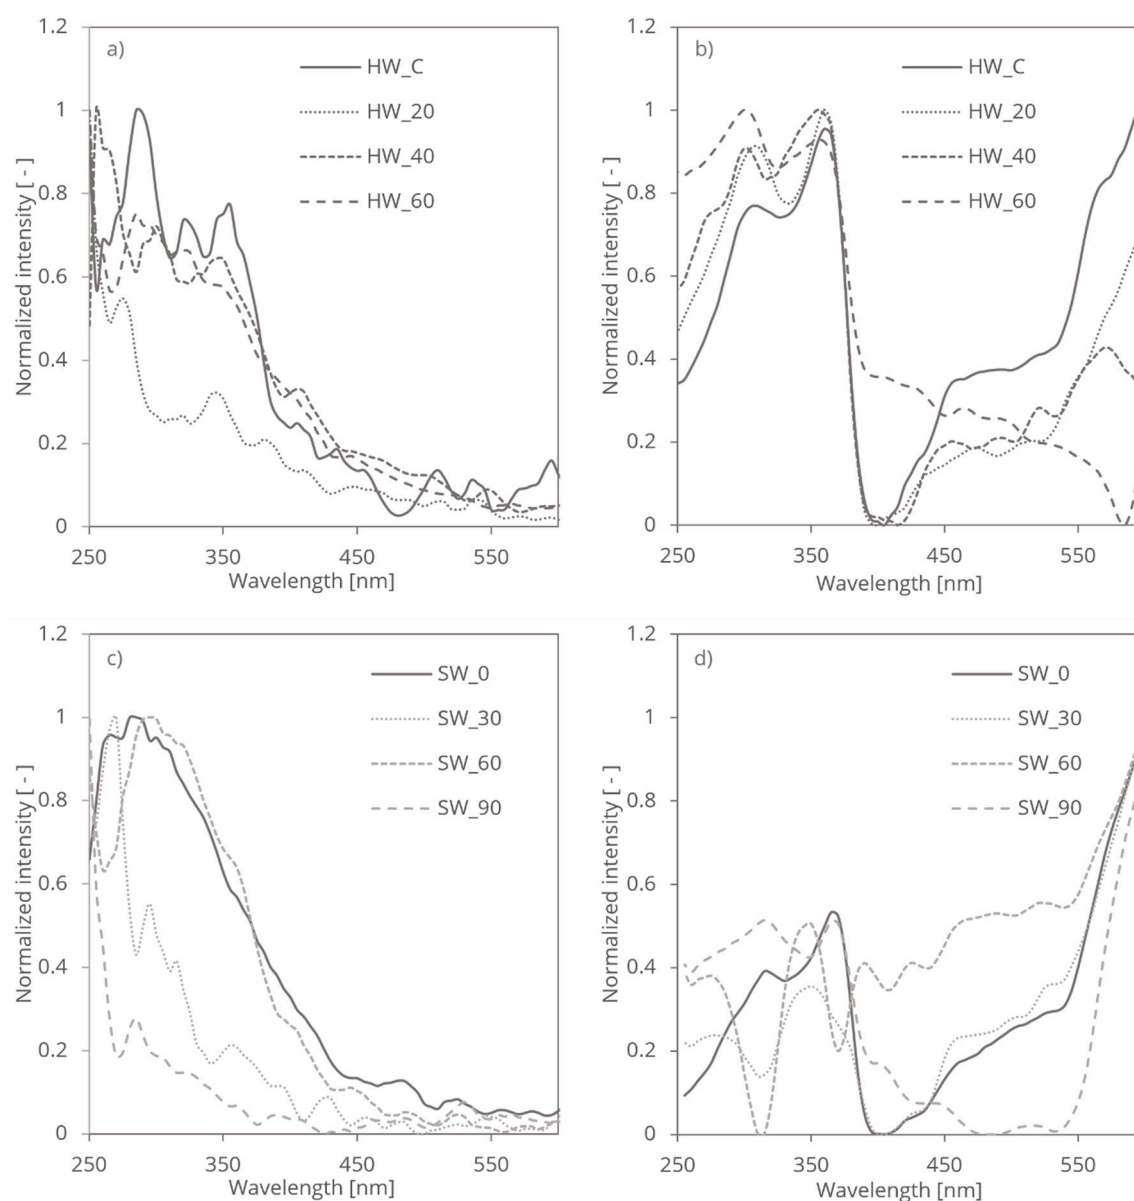 1.2
a)
HW_C
1
HW_20
HW_40
0.8
HW_60
0.6
0.4
0.2
0
Normalized intensity [ - ]
250
350
450
550
Wavelength [nm]
1.2
b)
HW_C
1
HW_20
HW_40
0.8
HW_60
0.6
0.4
0.2
0
Normalized intensity [ - ]
250
350
450
550
Wavelength [nm]
1.2
c)
SW_0
1
SW_30
SW_60
0.8
SW_90
0.6
0.4
0.2
0
Normalized intensity [ - ]
250
350
450
550
Wavelength [nm]
1.2
d)
SW_0
1
SW_30
SW_60
0.8
SW_90
0.6
0.4
0.2
0
Normalized intensity [ - ]
250
350
450
550
Wavelength [nm]